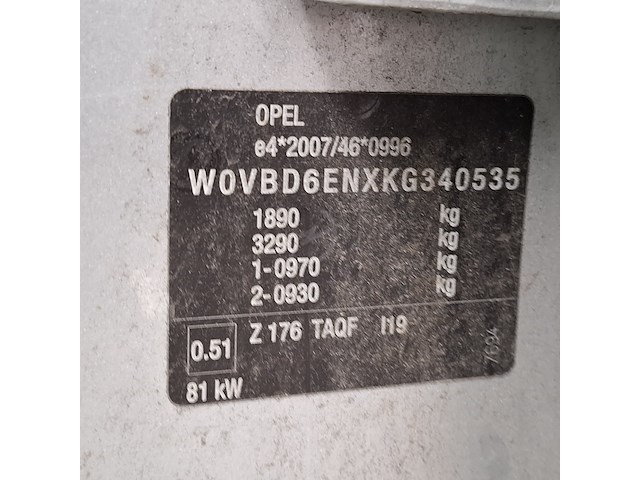 OPEL
e4*2007/46*0996
W0VBD6ENXKG340535
1890 kg
3290 kg
1-0970 kg
2-0930 kg
0.51 Z 176 TAQF I19
81 kW
7694